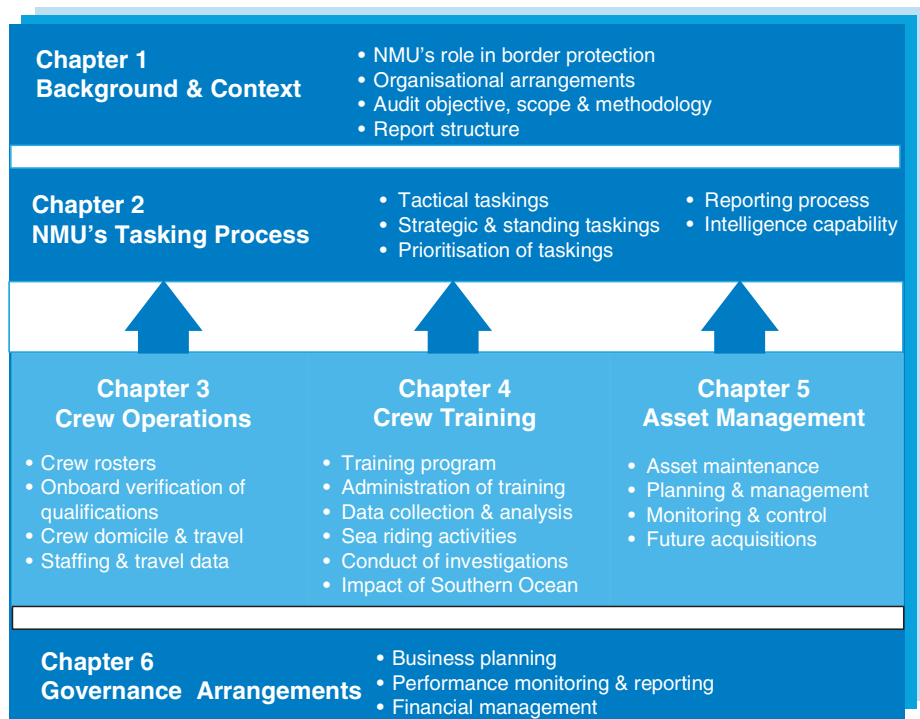 Chapter 1
Background & Context
• NMU's role in border protection
• Organisational arrangements
• Audit objective, scope & methodology
• Report structure
Chapter 2
NMU's Tasking Process
• Tactical taskings
• Strategic & standing taskings
• Prioritisation of taskings
• Reporting process
• Intelligence capability
Chapter 3
Crew Operations
• Crew rosters
• Onboard verification of
qualifications
• Crew domicile & travel
• Staffing & travel data
Chapter 4
Crew Training
• Training program
• Administration of training
• Data collection & analysis
• Sea riding activities
• Conduct of investigations
• Impact of Southern Ocean
Chapter 5
Asset Management
• Asset maintenance
• Planning & management
• Monitoring & control
• Future acquisitions
Chapter 6
Governance Arrangements
• Business planning
• Performance monitoring & reporting
• Financial management